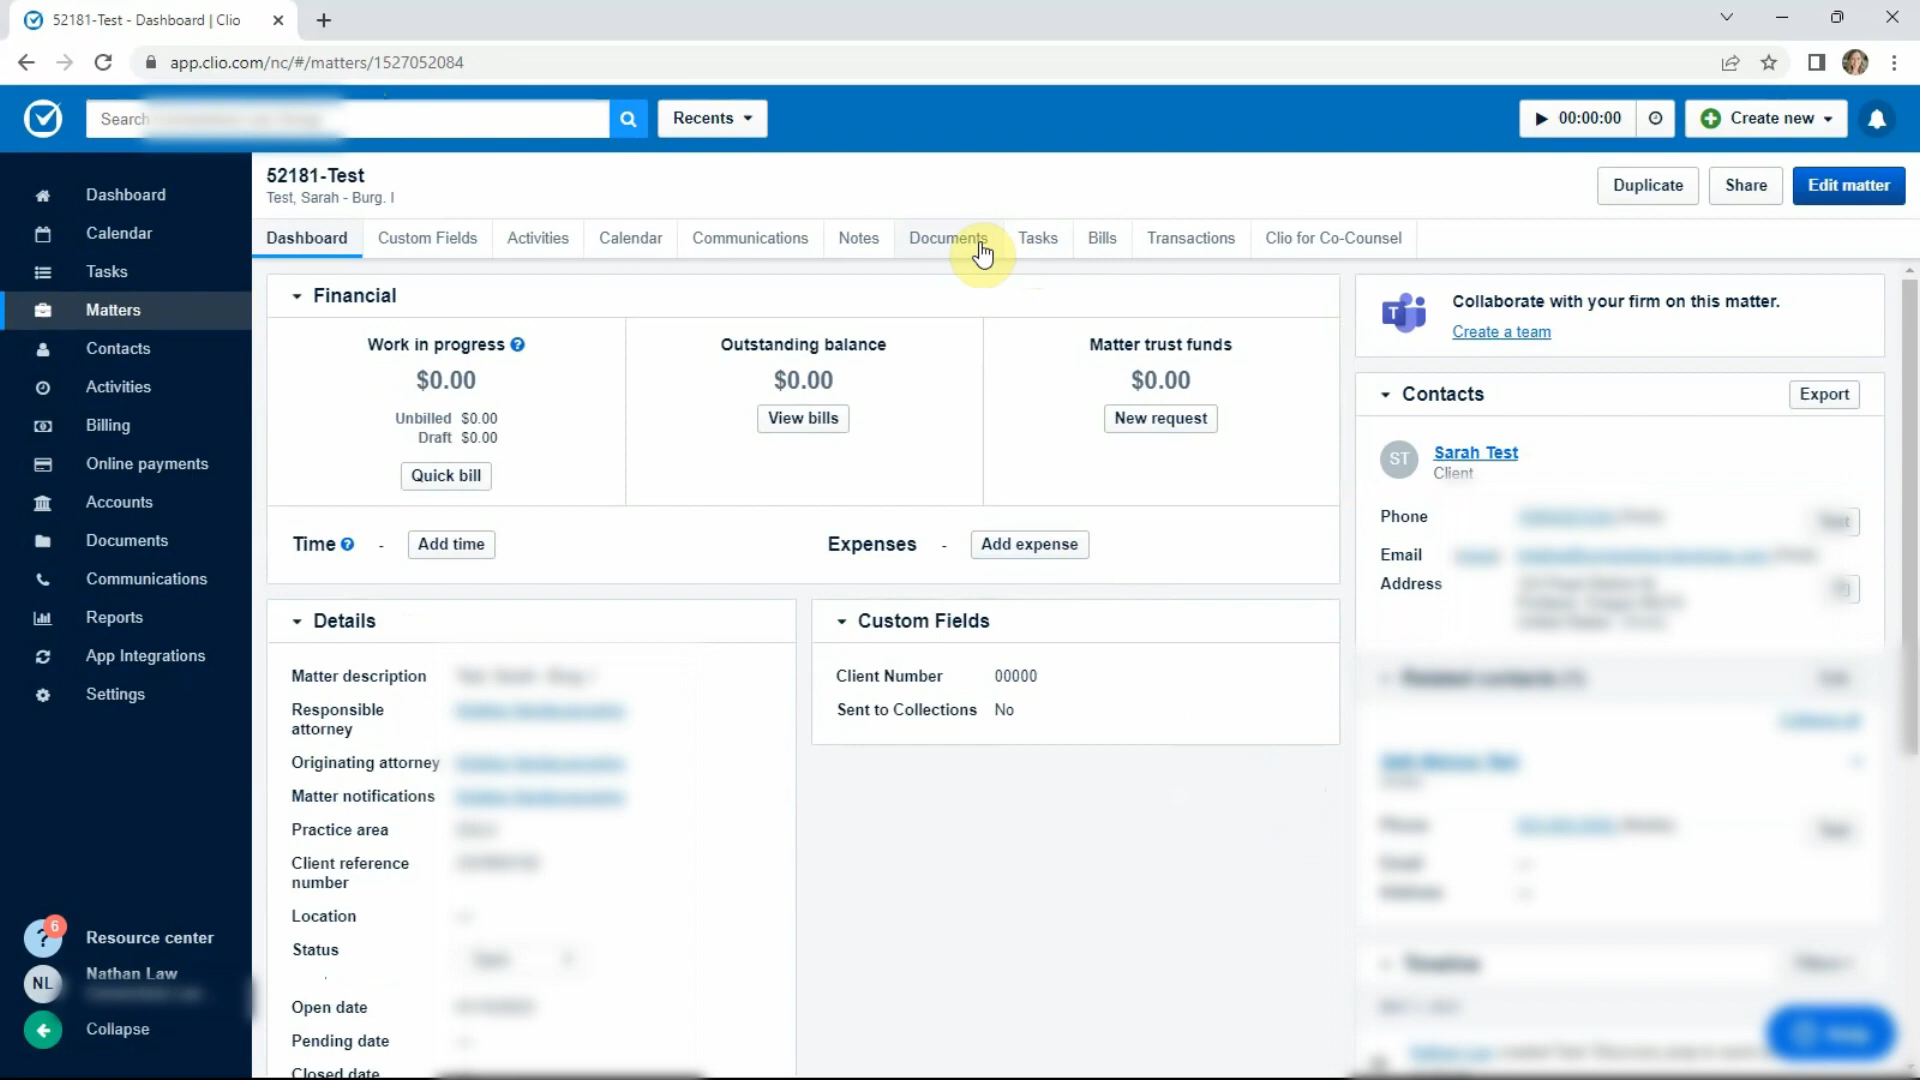 52181-Test - Dashboard | Clio
app.clio.com/nc/#/matters/1527052084
Search
Recents
00:00:00
Create new
Dashboard
Calendar
Tasks
Matters
Contacts
Activities
Billing
Online payments
Accounts
Documents
Communications
Reports
App Integrations
Settings
6
?
Resource center
NL
Nathan Law
Collapse
52181-Test
Test, Sarah - Burg. I
Duplicate
Share
Edit matter
Dashboard
Custom Fields
Activities
Calendar
Communications
Notes
Documents
Tasks
Bills
Transactions
Clio for Co-Counsel
Financial
Work in progress ?
$0.00
Unbilled $0.00
Draft $0.00
Quick bill
Outstanding balance
$0.00
View bills
Matter trust funds
$0.00
New request
Time ? - Add time
Expenses - Add expense
Details
Matter description
Responsible
attorney
Originating attorney
Matter notifications
Practice area
Client reference
number
Location
Status
Open date
Pending date
Closed date
Custom Fields
Client Number 00000
Sent to Collections No
T
Collaborate with your firm on this matter.
Create a team
Contacts
Export
ST
Sarah Test
Client
Phone
Email
Address